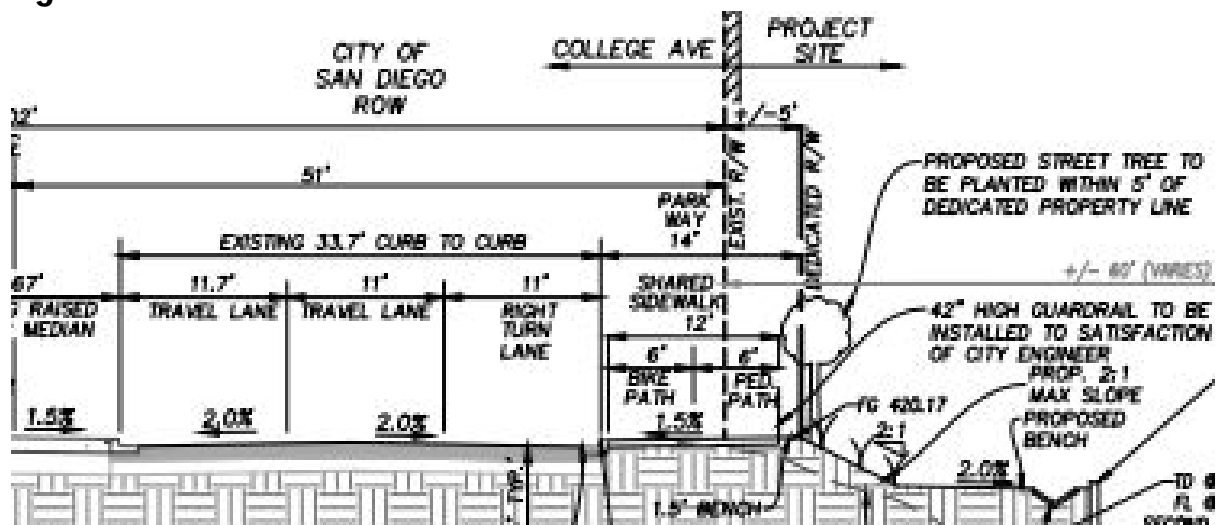 CITY OF
SAN DIEGO
ROW
COLLEGE AVE
PROJECT
SITE
02'
+/-5'
51'
EXIST. R/W
DEDICATED R/W
PARK
WAY
14'
PROPOSED STREET TREE TO
BE PLANTED WITHIN 5' OF
DEDICATED PROPERTY LINE
EXISTING 33.7' CURB TO CURB
+/- 60' (VARIES)
67'
RAISED
MEDIAN
11.7'
TRAVEL LANE
11'
TRAVEL LANE
11'
RIGHT
TURN
LANE
SHARED
SIDEWALK
12'
6'
BIKE
PATH
6'
PED.
PATH
42" HIGH GUARDRAIL TO BE
INSTALLED TO SATISFACTION
OF CITY ENGINEER
PROP. 2:1
MAX SLOPE
FG 420.17
PROPOSED
BENCH
1.5%
2.0%
2.0%
1.5%
2:1
2.0%
TYP.
1.5' BENCH
TO
FL